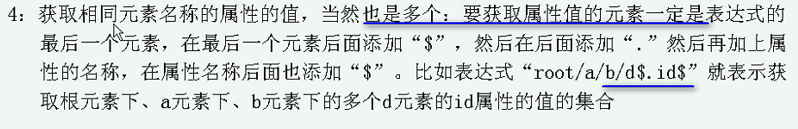 4：获取相同元素名称的属性的值，当然也是多个：要获取属性值的元素一定是表达式的
最后一个元素，在最后一个元素后面添加“$”，然后在后面添加“.”然后再加上属
性的名称，在属性名称后面也添加“$”。比如表达式“root/a/b/d$.id$”就表示获
取根元素下、a元素下、b元素下的多个d元素的id属性的值的集合